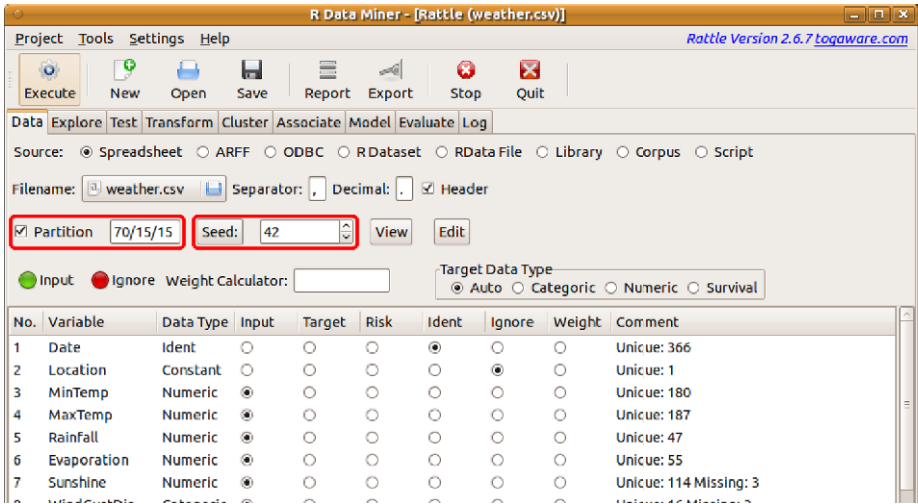 R Data Miner - [Rattle (weather.csv)]
Project Tools Settings Help Rattle Version 2.6.7 togaware.com
Execute New Open Save Report Export Stop Quit
Data Explore Test Transform Cluster Associate Model Evaluate Log
Source: Spreadsheet ARFF ODBC R Dataset RData File Library Corpus Script
Filename: weather.csv Separator: , Decimal: . Header
Partition 70/15/15 Seed: 42 View Edit
Input Ignore Weight Calculator:
Target Data Type
Auto Categoric Numeric Survival
No. Variable Data Type Input Target Risk Ident Ignore Weight Comment
1 Date Ident Unicue: 366
2 Location Constant Unicue: 1
3 MinTemp Numeric Unicue: 180
4 MaxTemp Numeric Unicue: 187
5 Rainfall Numeric Unicue: 47
6 Evaporation Numeric Unicue: 55
7 Sunshine Numeric Unicue: 114 Missing: 3